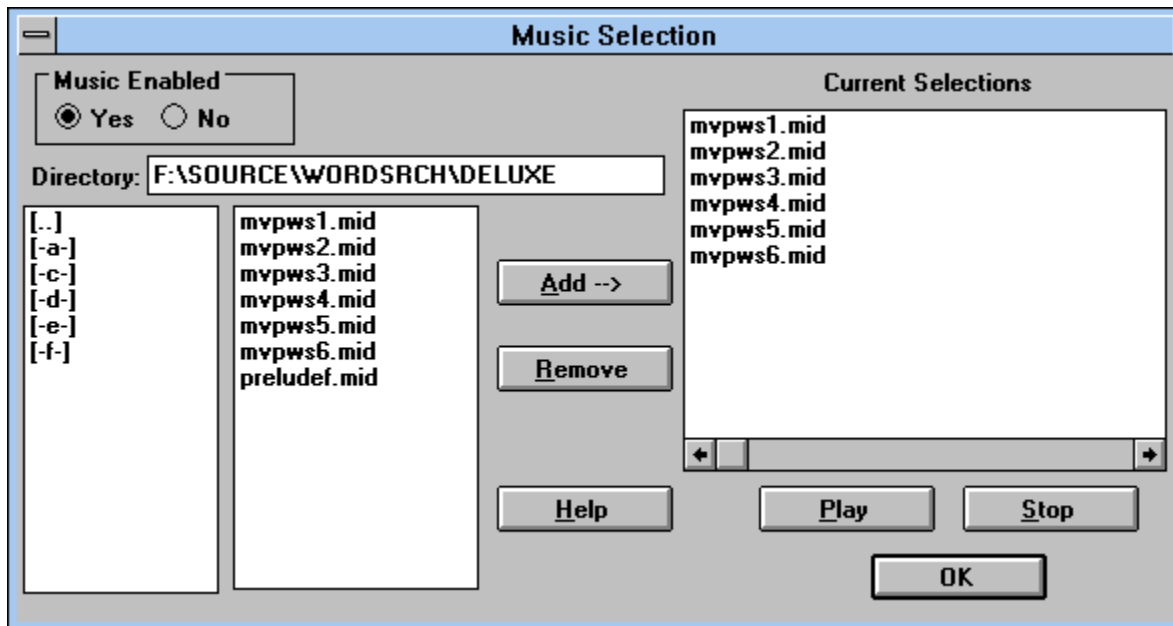 Music Selection
Music Enabled
Yes No
Directory: F:\SOURCE\WORDSRCH\DELUXE
[..]
[-a-]
[-c-]
[-d-]
[-e-]
[-f-]
mvpws1.mid
mvpws2.mid
mvpws3.mid
mvpws4.mid
mvpws5.mid
mvpws6.mid
preludef.mid
Add -->
Remove
Help
Current Selections
mvpws1.mid
mvpws2.mid
mvpws3.mid
mvpws4.mid
mvpws5.mid
mvpws6.mid
Play Stop
OK